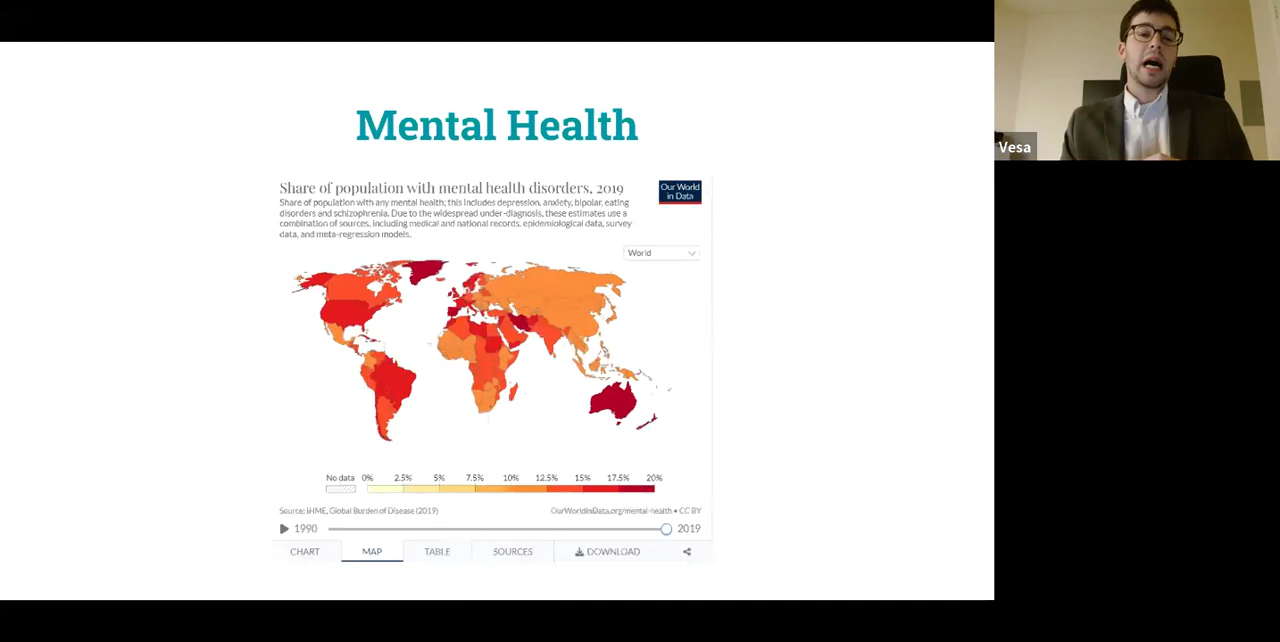 Mental Health
Share of population with mental health disorders, 2019
Our World
in Data
Share of population with any mental health; this includes depression, anxiety, bipolar, eating
disorders and schizophrenia. Due to the widespread under-diagnosis, these estimates use a
combination of sources, including medical and national records, epidemiological data, survey
data, and meta-regression models.
World
No data 0% 2.5% 5% 7.5% 10% 12.5% 15% 17.5% 20%
Source: IHME, Global Burden of Disease (2019) OurWorldInData.org/mental-health • CC BY
1990 2019
CHART MAP TABLE SOURCES DOWNLOAD
Vesa